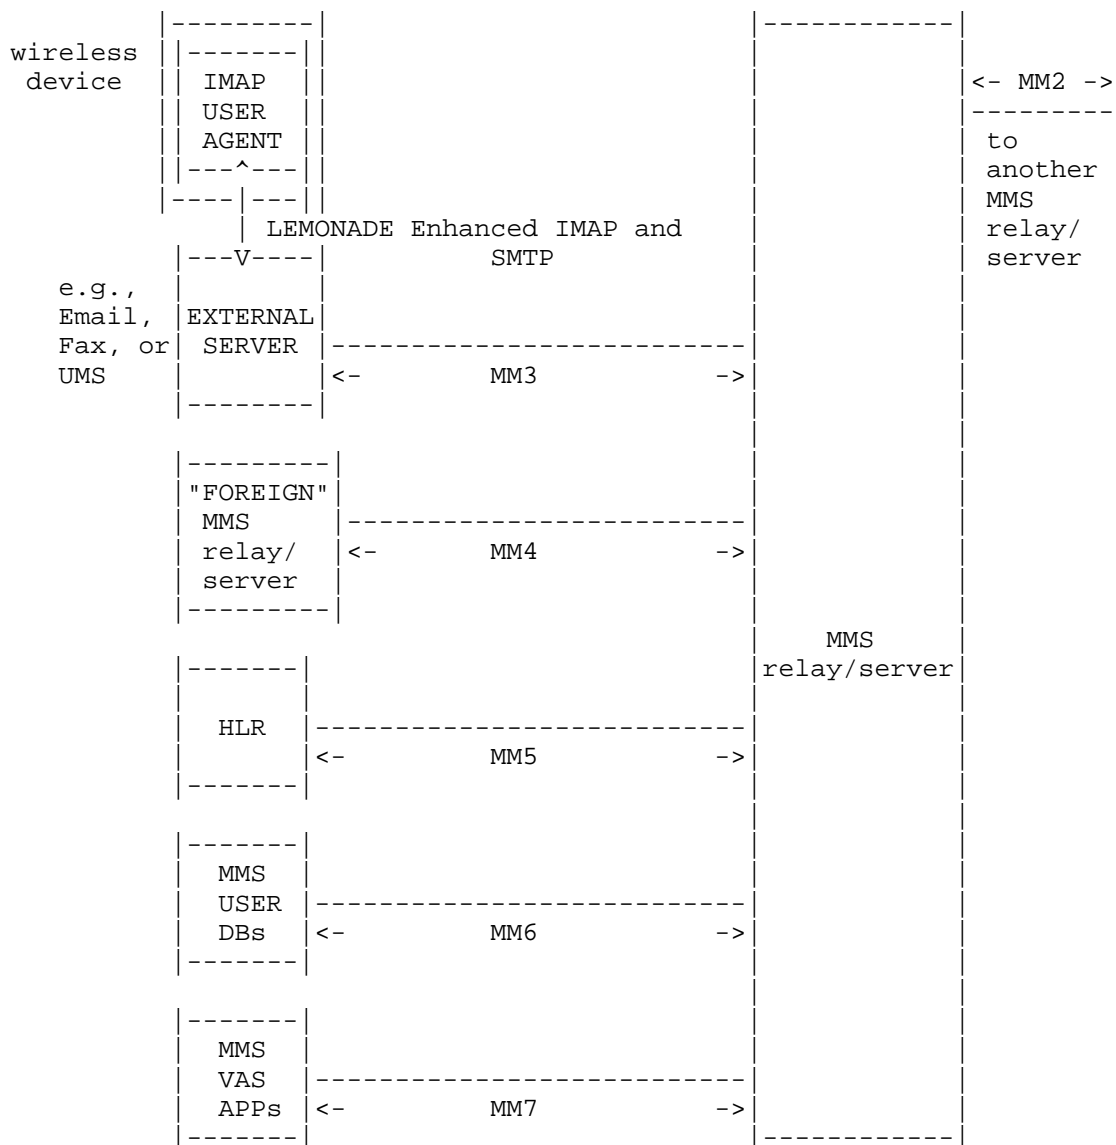 wireless
device
IMAP
USER
AGENT
<- MM2 ->
to
another
MMS
relay/
server
LEMONADE Enhanced IMAP and
SMTP
e.g.,
Email,
Fax, or
UMS
EXTERNAL
SERVER
<- MM3 ->
"FOREIGN"
MMS
relay/
server
<- MM4 ->
MMS
relay/server
HLR
<- MM5 ->
MMS
USER
DBs
<- MM6 ->
MMS
VAS
APPs
<- MM7 ->